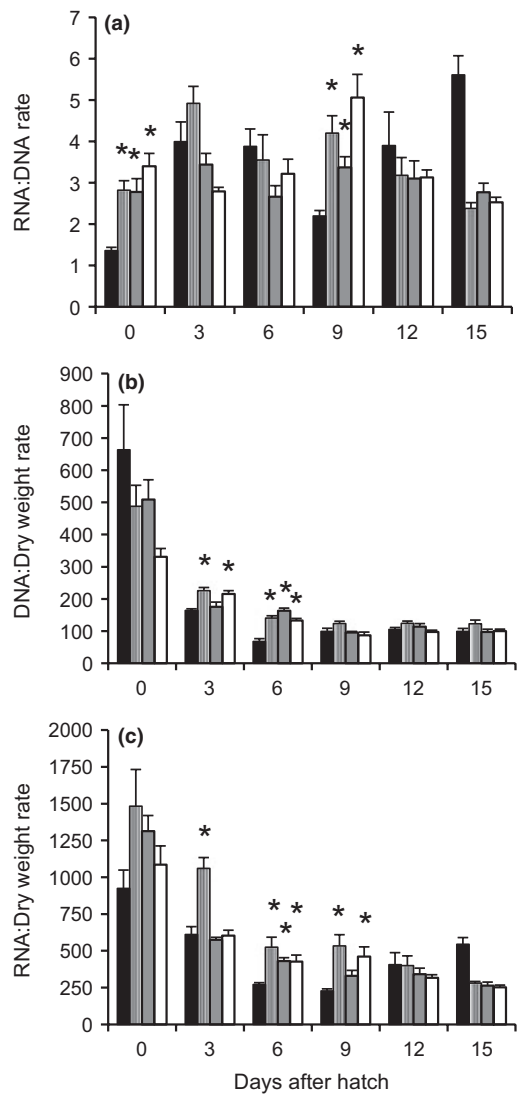 (a)
RNA:DNA rate
7
6
5
4
3
2
1
0
* * * * * *
0 3 6 9 12 15
(b)
DNA:Dry weight rate
900
800
700
600
500
400
300
200
100
0
* * * * *
0 3 6 9 12 15
(c)
RNA:Dry weight rate
2000
1750
1500
1250
1000
750
500
250
0
* * * * * *
0 3 6 9 12 15
Days after hatch